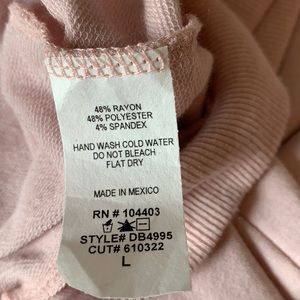 48% RAYON
48% POLYESTER
4% SPANDEX
HAND WASH COLD WATER
DO NOT BLEACH
FLAT DRY
MADE IN MEXICO
RN # 104403
STYLE# DB4995
CUT# 610322
L